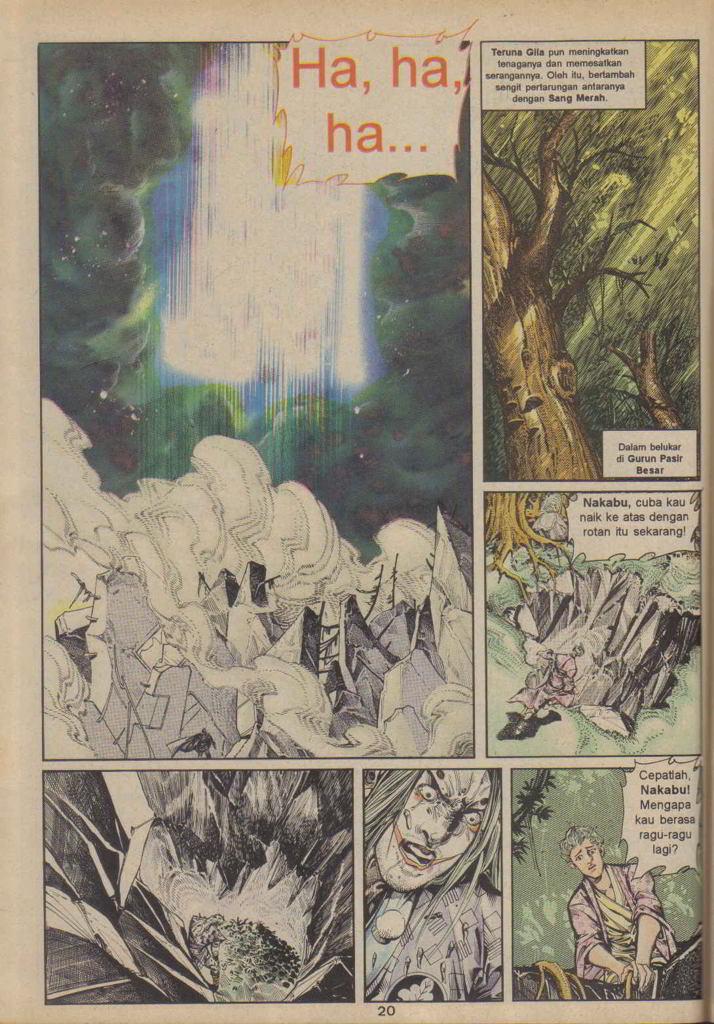 Ha, ha,
ha...
Teruna Gila pun meningkatkan
tenaganya dan memesatkan
serangannya. Oleh itu, bertambah
sengit pertarungan antaranya
dengan Sang Merah.
Dalam belukar
di Gurun Pasir
Besar
Nakabu, cuba kau
naik ke atas dengan
rotan itu sekarang!
Cepatlah,
Nakabu!
Mengapa
kau berasa
ragu-ragu
lagi?
20